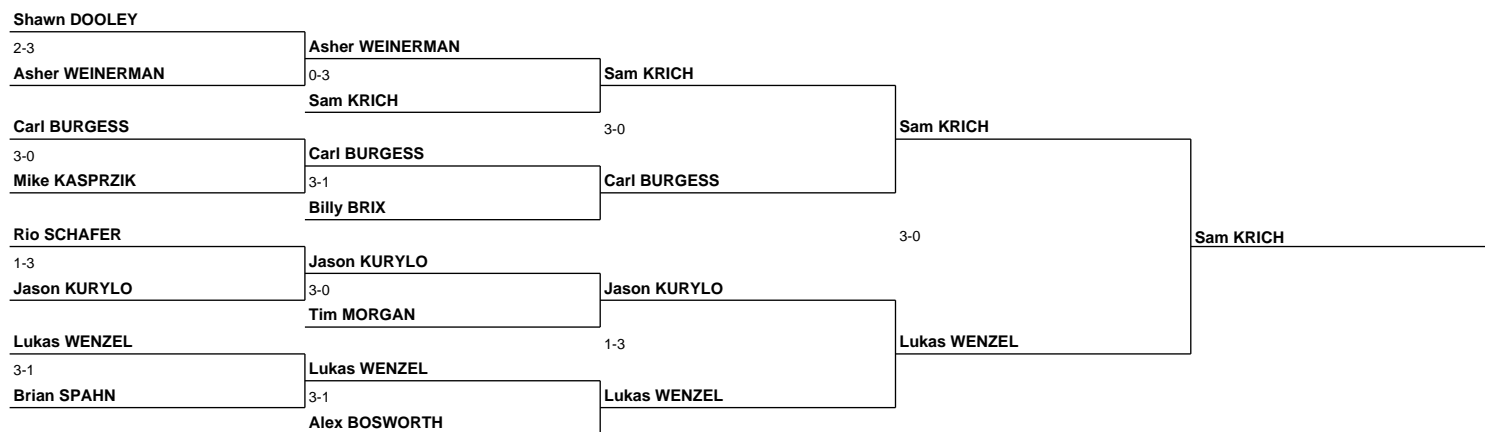 Shawn DOOLEY
2-3
Asher WEINERMAN
Asher WEINERMAN
0-3
Sam KRICH
Sam KRICH
Carl BURGESS
3-0
Sam KRICH
3-0
Carl BURGESS
Mike KASPRZIK
3-1
Carl BURGESS
Billy BRIX
Rio SCHAFER
3-0
Sam KRICH
1-3
Jason KURYLO
Jason KURYLO
3-0
Jason KURYLO
Tim MORGAN
Lukas WENZEL
1-3
Lukas WENZEL
3-1
Lukas WENZEL
Brian SPAHN
3-1
Lukas WENZEL
Alex BOSWORTH